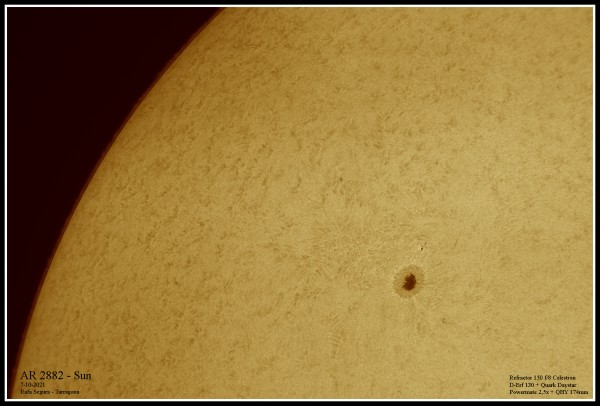 AR 2882 - Sun
7-10-2021
Rafa Segura - Tarragona
Refractor 150 f/8 Celestron
D-Erf 130 + Quark Daystar
Powermate 2,5x + QHY 174mm